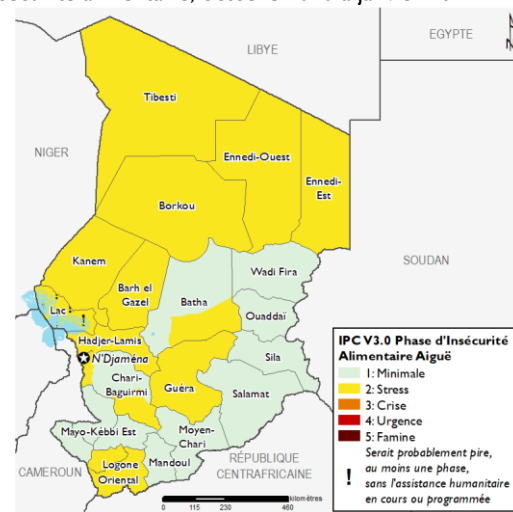 LIBYE
EGYPTE
Tibesti
NIGER
Ennedi-Ouest
Ennedi-
Est
Borkou
Kanem
Wadi Fira
SOUDAN
Barh el
Gazel
Batha
Lac
!
!
Ouaddaï
Hadjer-Lamis
N'Djaména
Sila
Chari-
Baguirmi
Guéra
Salamat
Mayo-Kébbi Est
Moyen-
Chari
Logone
Oriental
Mandoul
CAMEROUN
RÉPUBLIQUE
CENTRAFRICAINE
kilomètres
0 115 230 460
IPC V3.0 Phase d'Insécurité
Alimentaire Aiguë
1: Minimale
2: Stress
3: Crise
4: Urgence
5: Famine
Serait probablement pire,
au moins une phase,
! sans l'assistance humanitaire
en cours ou programmée